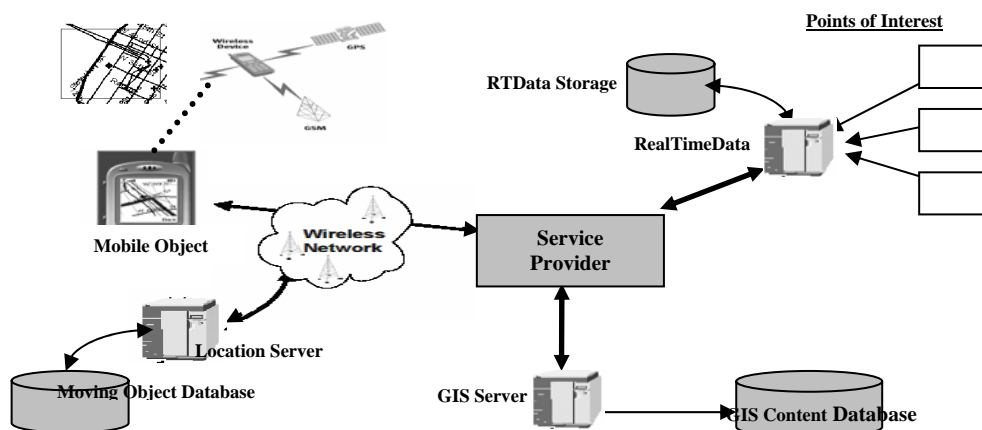 Points of Interest
Wireless
Device
GPS
GSM
RTData Storage
RealTimeData
Mobile Object
Wireless
Network
Service
Provider
Location Server
Moving Object Database
GIS Server
GIS Content Database